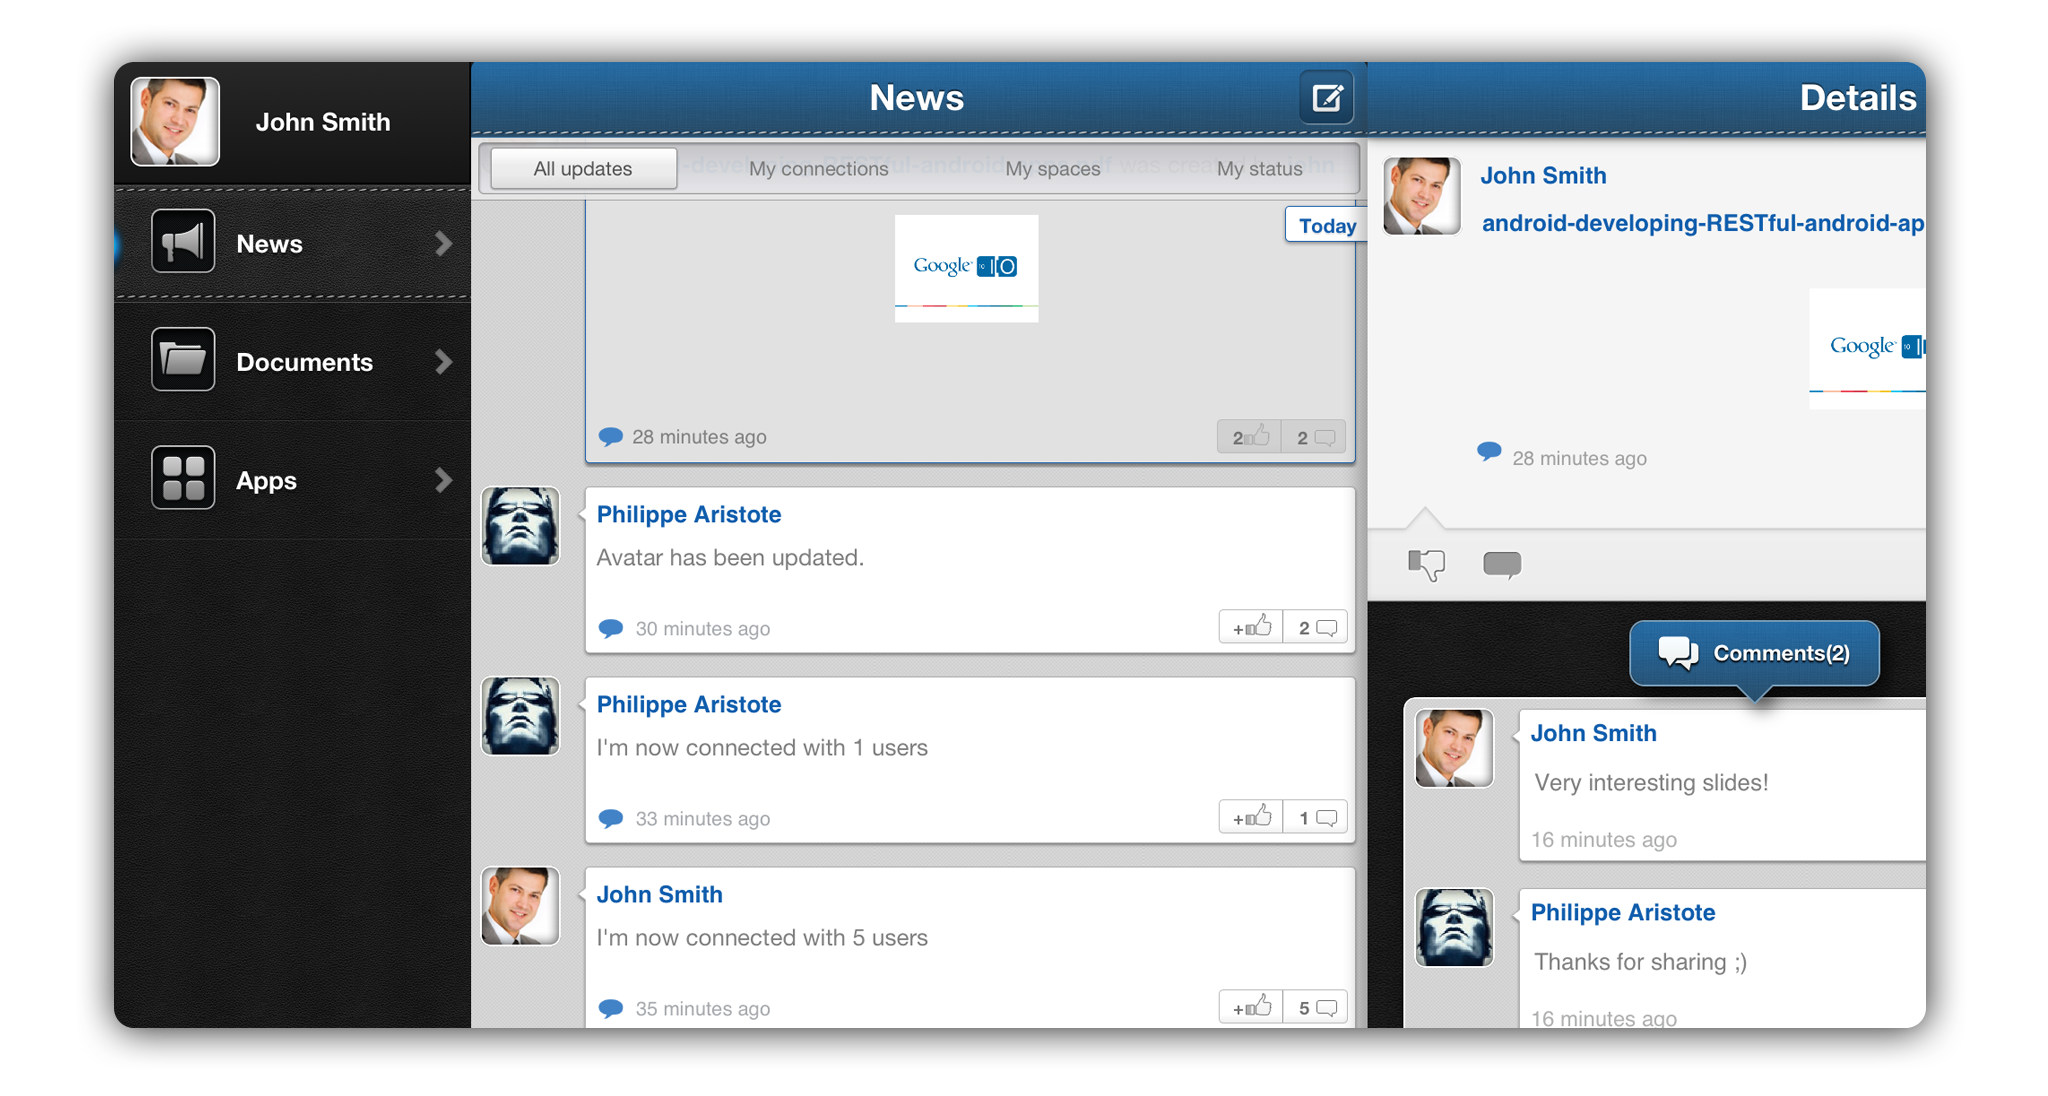 John Smith
News
Documents
Apps
News
All updates
My connections
My spaces
My status
Today
Google IO
28 minutes ago
2
2
Philippe Aristote
Avatar has been updated.
30 minutes ago
+
2
Philippe Aristote
I'm now connected with 1 users
33 minutes ago
+
1
John Smith
I'm now connected with 5 users
35 minutes ago
+
5
Details
John Smith
android-developing-RESTful-android-ap
Google
28 minutes ago
Comments(2)
John Smith
Very interesting slides!
16 minutes ago
Philippe Aristote
Thanks for sharing ;)
16 minutes ago